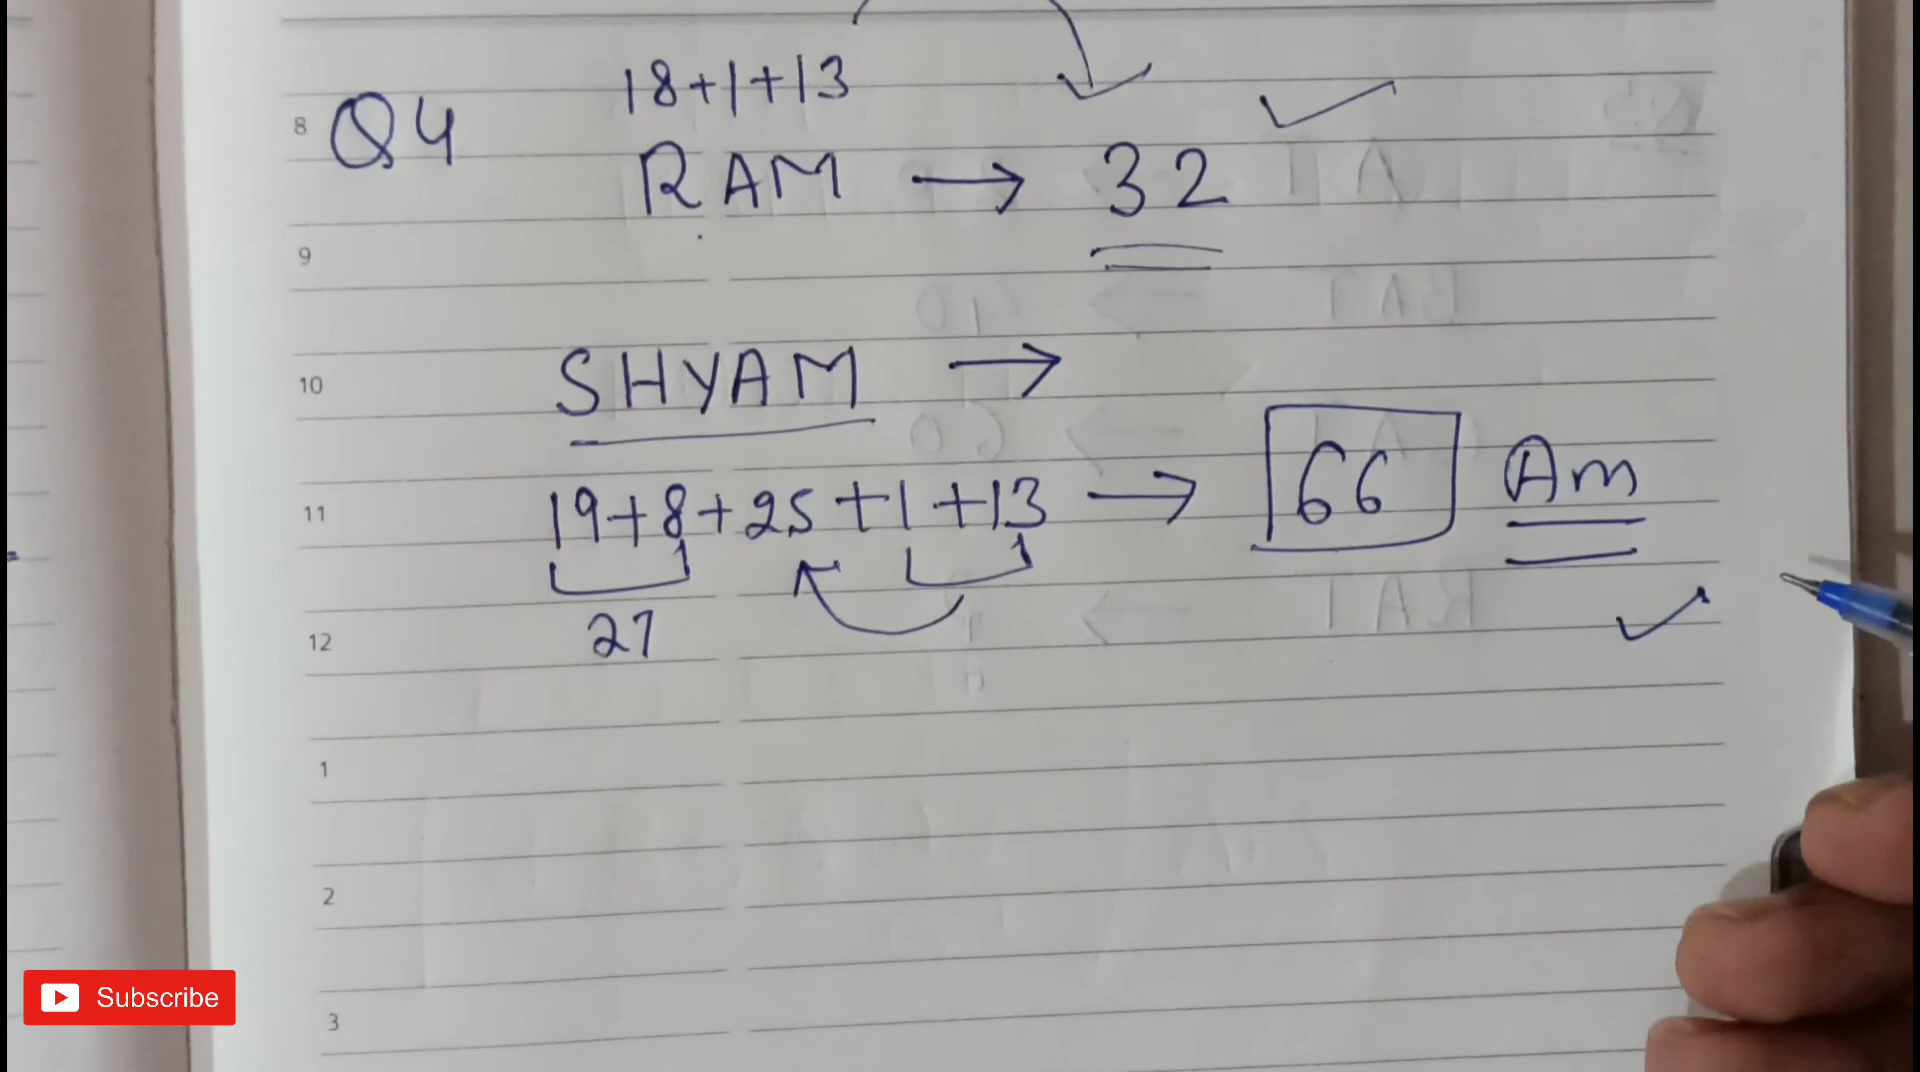 18+1+13
8 Q4 RAM → 32
9
10 SHYAM →
11 19+8+25+1+13 → 66 Am
27
12
1
2
Subscribe
3